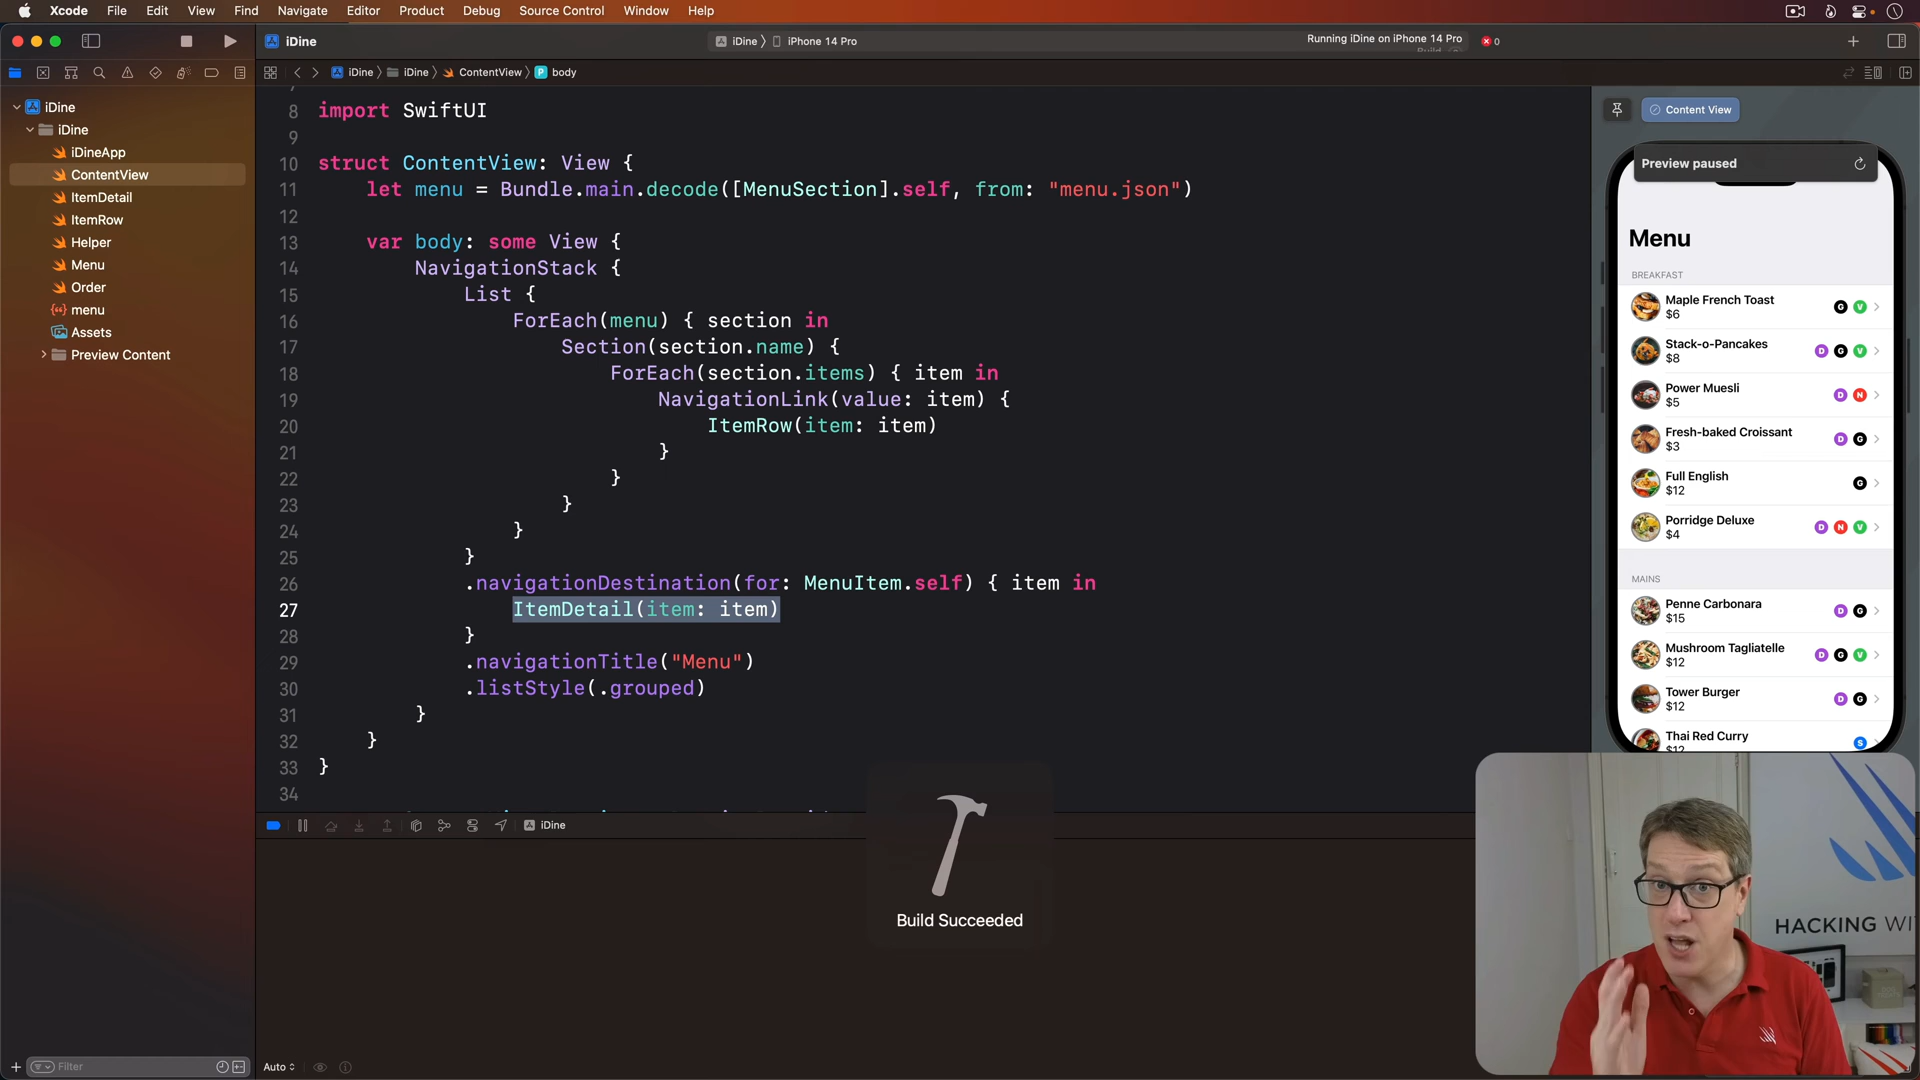 Xcode File Edit View Find Navigate Editor Product Debug Source Control Window Help
iDine
iDine 〉 iPhone 14 Pro
Running iDine on iPhone 14 Pro
0
iDine 〉 iDine 〉 ContentView 〉 P body
iDine
iDine
iDineApp
ContentView
ItemDetail
ItemRow
Helper
Menu
Order
menu
Assets
Preview Content
8 import SwiftUI
9
10 struct ContentView: View {
11 let menu = Bundle.main.decode([MenuSection].self, from: "menu.json")
12
13 var body: some View {
14 NavigationStack {
15 List {
16 ForEach(menu) { section in
17 Section(section.name) {
18 ForEach(section.items) { item in
19 NavigationLink(value: item) {
20 ItemRow(item: item)
21 }
22 }
23 }
24 }
25 }
26 .navigationDestination(for: MenuItem.self) { item in
27 ItemDetail(item: item)
28 }
29 .navigationTitle("Menu")
30 .listStyle(.grouped)
31 }
32 }
33 }
34
Content View
Preview paused
Menu
BREAKFAST
Maple French Toast
$6
G V
Stack-o-Pancakes
$8
D G V
Power Muesli
$5
D N
Fresh-baked Croissant
$3
D G
Full English
$12
G
Porridge Deluxe
$4
D N V
MAINS
Penne Carbonara
$15
D G
Mushroom Tagliatelle
$12
D G V
Tower Burger
$12
D G
Thai Red Curry
$12
S
iDine
Build Succeeded
HACKING WI
Filter
Auto